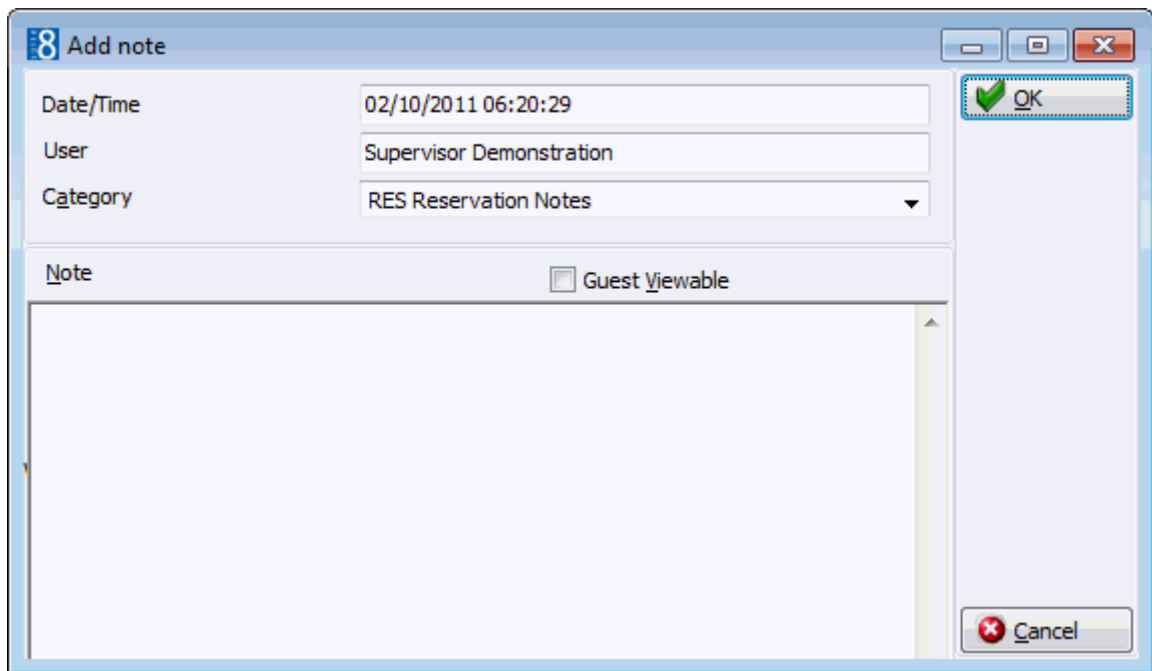 8 Add note
Date/Time 02/10/2011 06:20:29
OK
User Supervisor Demonstration
Category RES Reservation Notes
Note Guest Viewable
Cancel